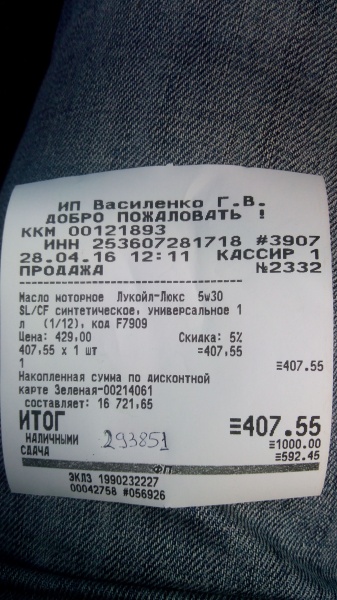 ИП Василенко Г.В.
ДОБРО ПОЖАЛОВАТЬ !
ККМ 00121893
ИНН 253607281718 #3907
28.04.16 12:11 КАССИР 1
ПРОДАЖА №2332
Масло моторное Лукойл-Люкс 5w30
SL/CF синтетическое, универсальное 1
л (1/12), код F7909
Цена: 429,00 Скидка: 5%
407,55 x 1 шт =407,55
1 ≡407.55
Накопленная сумма по дисконтной
карте Зеленая-00214061
составляет: 16 721,65
ИТОГ ≡407.55
НАЛИЧНЫМИ 293851 ≡1000.00
СДАЧА ≡592.45
ФП
ЭКЛЗ 1990232227
00042758 #056926